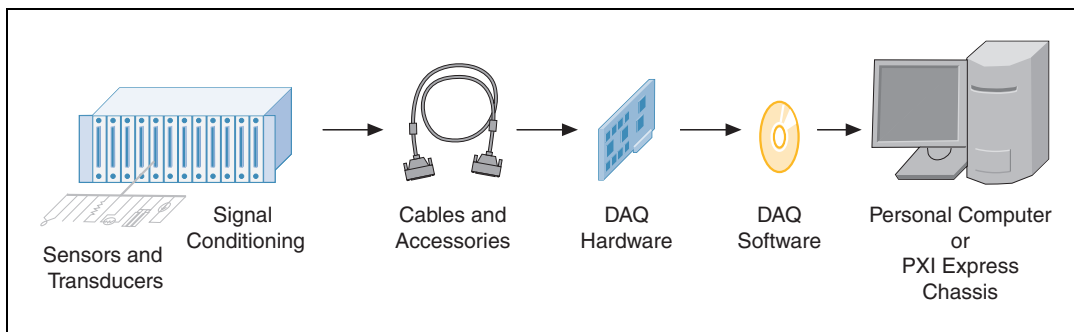 Sensors and
Transducers
Signal
Conditioning
Cables and
Accessories
DAQ
Hardware
DAQ
Software
Personal Computer
or
PXI Express
Chassis